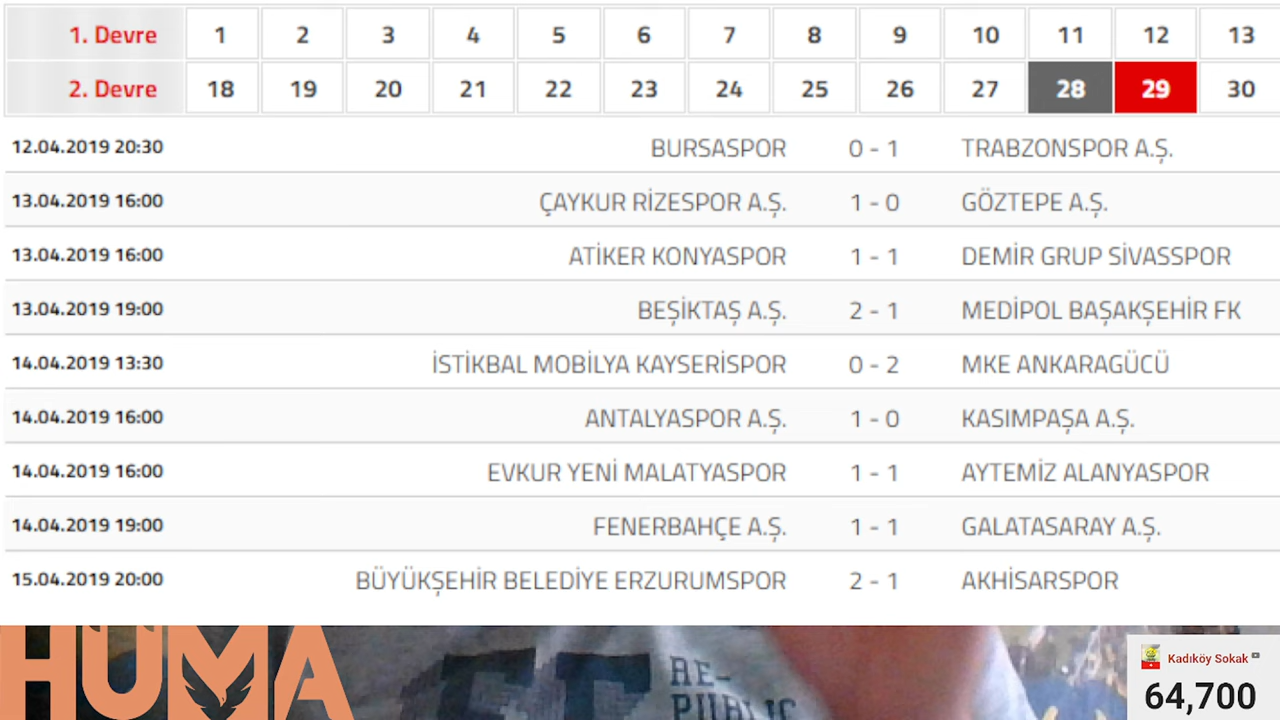 1. Devre 1 2 3 4 5 6 7 8 9 10 11 12 13
2. Devre 18 19 20 21 22 23 24 25 26 27 28 29 30
12.04.2019 20:30 BURSASPOR 0 - 1 TRABZONSPOR A.Ş.
13.04.2019 16:00 ÇAYKUR RİZESPOR A.Ş. 1 - 0 GÖZTEPE A.Ş.
13.04.2019 16:00 ATİKER KONYASPOR 1 - 1 DEMİR GRUP SİVASSPOR
13.04.2019 19:00 BEŞİKTAŞ A.Ş. 2 - 1 MEDİPOL BAŞAKŞEHİR FK
14.04.2019 13:30 İSTİKBAL MOBİLYA KAYSERİSPOR 0 - 2 MKE ANKARAGÜCÜ
14.04.2019 16:00 ANTALYASPOR A.Ş. 1 - 0 KASIMPAŞA A.Ş.
14.04.2019 16:00 EVKUR YENİ MALATYASPOR 1 - 1 AYTEMİZ ALANYASPOR
14.04.2019 19:00 FENERBAHÇE A.Ş. 1 - 1 GALATASARAY A.Ş.
15.04.2019 20:00 BÜYÜKŞEHİR BELEDİYE ERZURUMSPOR 2 - 1 AKHİSARSPOR
HUMA
RE-
PUBLIC
Kadıköy Sokak
64,700